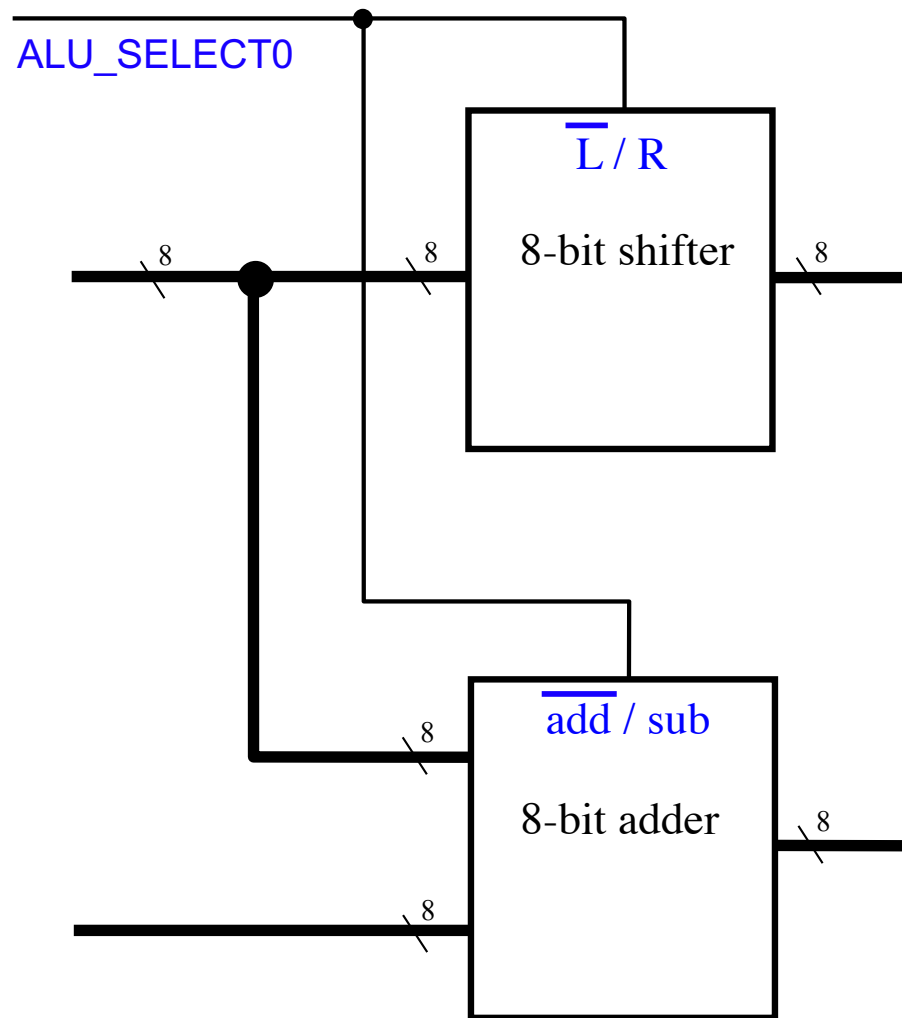 ALU_SELECT0
L / R
8-bit shifter
8
8
8
add / sub
8-bit adder
8
8
8